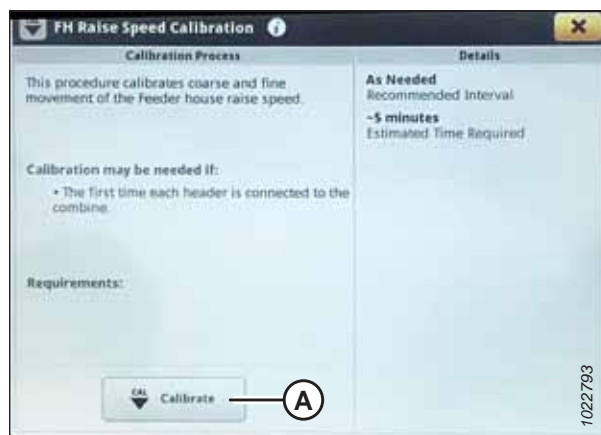 FH Raise Speed Calibration i
Calibration Process
This procedure calibrates coarse and fine
movement of the Feeder house raise speed.
Calibration may be needed if:
• The first time each header is connected to the
combine.
Requirements:
CAL Calibrate
A
Details
As Needed
Recommended Interval
~5 minutes
Estimated Time Required
1022793